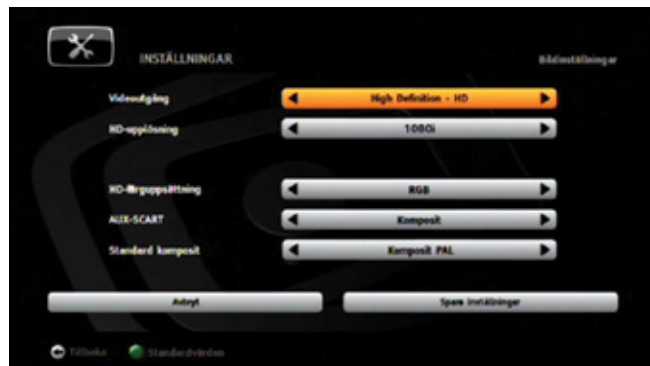 INSTÄLLNINGAR
Bildinställningar
Videoutgång High Definition - HD
HD-upplösning 1080i
HD-färguppsättning RGB
AUX-SCART Komposit
Standard komposit Komposit PAL
Avbryt Spara inställningar
Tillbaka Standardvärden